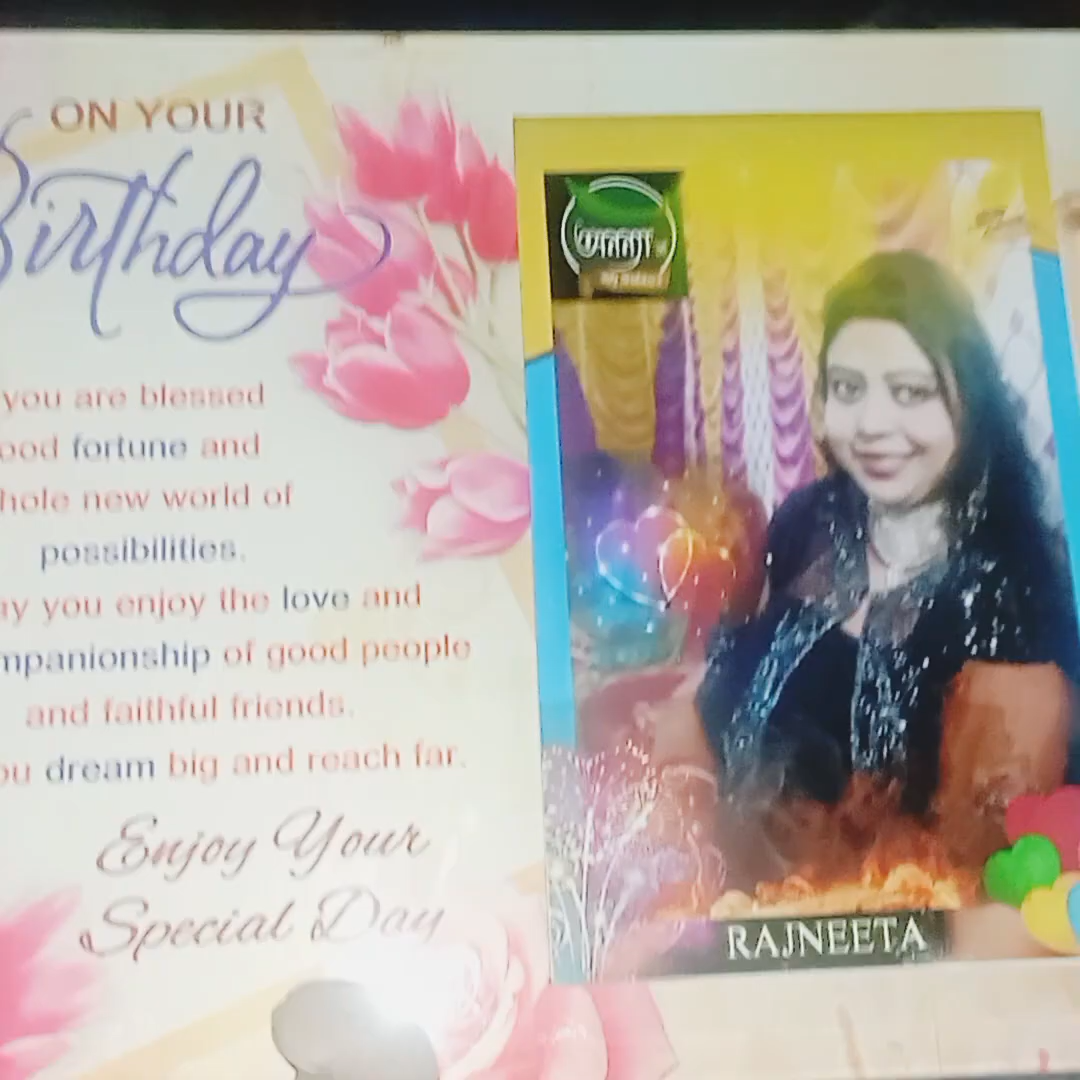 ON YOUR
Birthday
you are blessed
ood fortune and
hole new world of
possibilities.
ay you enjoy the love and
mpanionship of good people
and faithful friends.
ou dream big and reach far.
Enjoy Your
Special Day
RAJNEETA